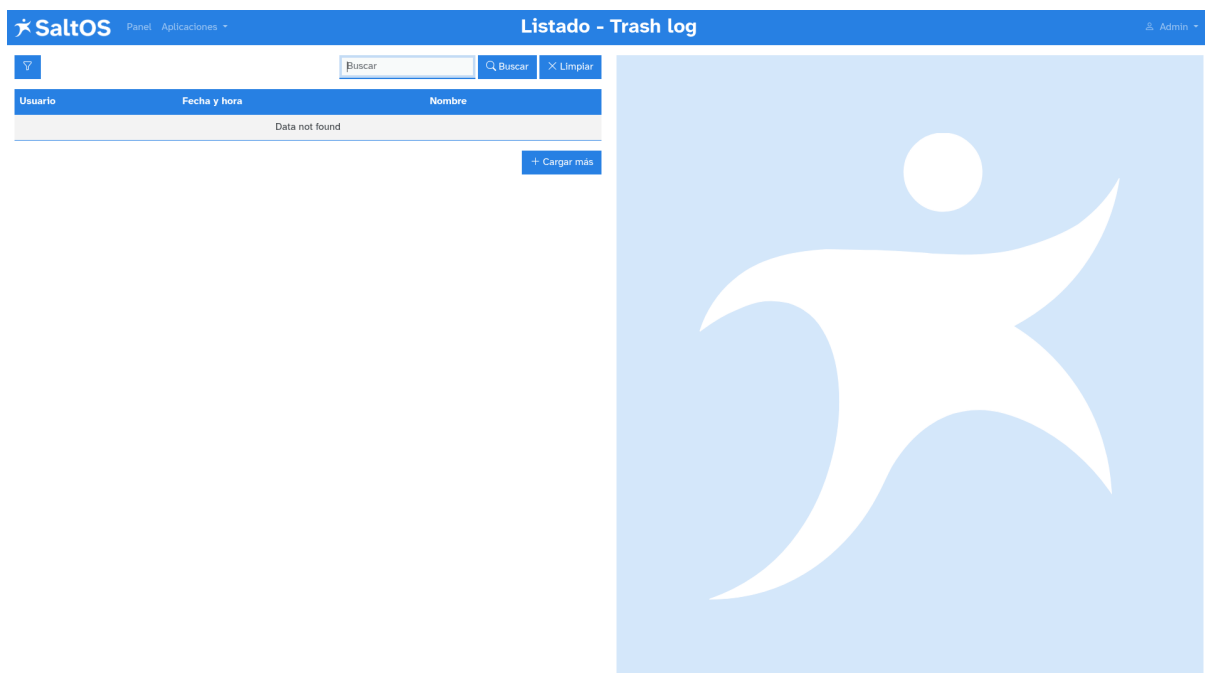 SaltOS Panel Aplicaciones Listado - Trash log Admin
Buscar Buscar Limpiar
Usuario Fecha y hora Nombre
Data not found
+ Cargar más